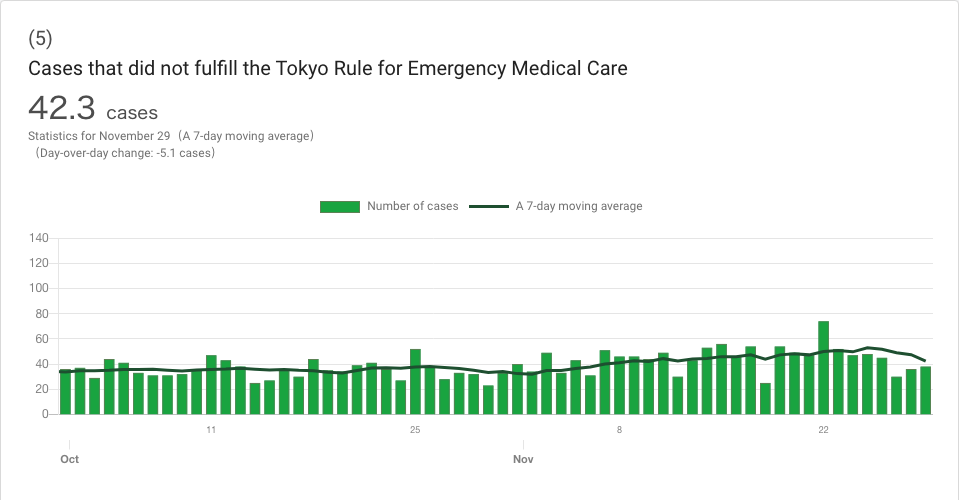 (5)
Cases that did not fulfill the Tokyo Rule for Emergency Medical Care
42.3 cases
Statistics for November 29（A 7-day moving average）
（Day-over-day change: -5.1 cases）
Number of cases A 7-day moving average
140
120
100
80
60
40
20
0
11 25 8 22
Oct Nov